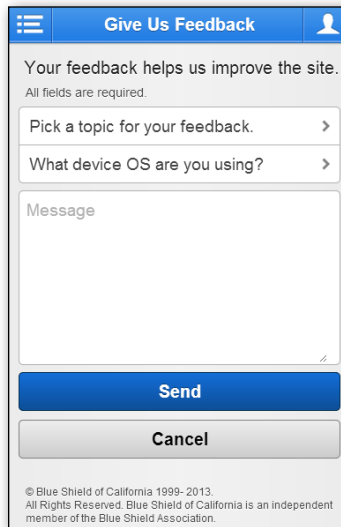 Give Us Feedback
Your feedback helps us improve the site.
All fields are required.
Pick a topic for your feedback.
What device OS are you using?
Message
Send
Cancel
© Blue Shield of California 1999- 2013.
All Rights Reserved. Blue Shield of California is an independent
member of the Blue Shield Association.